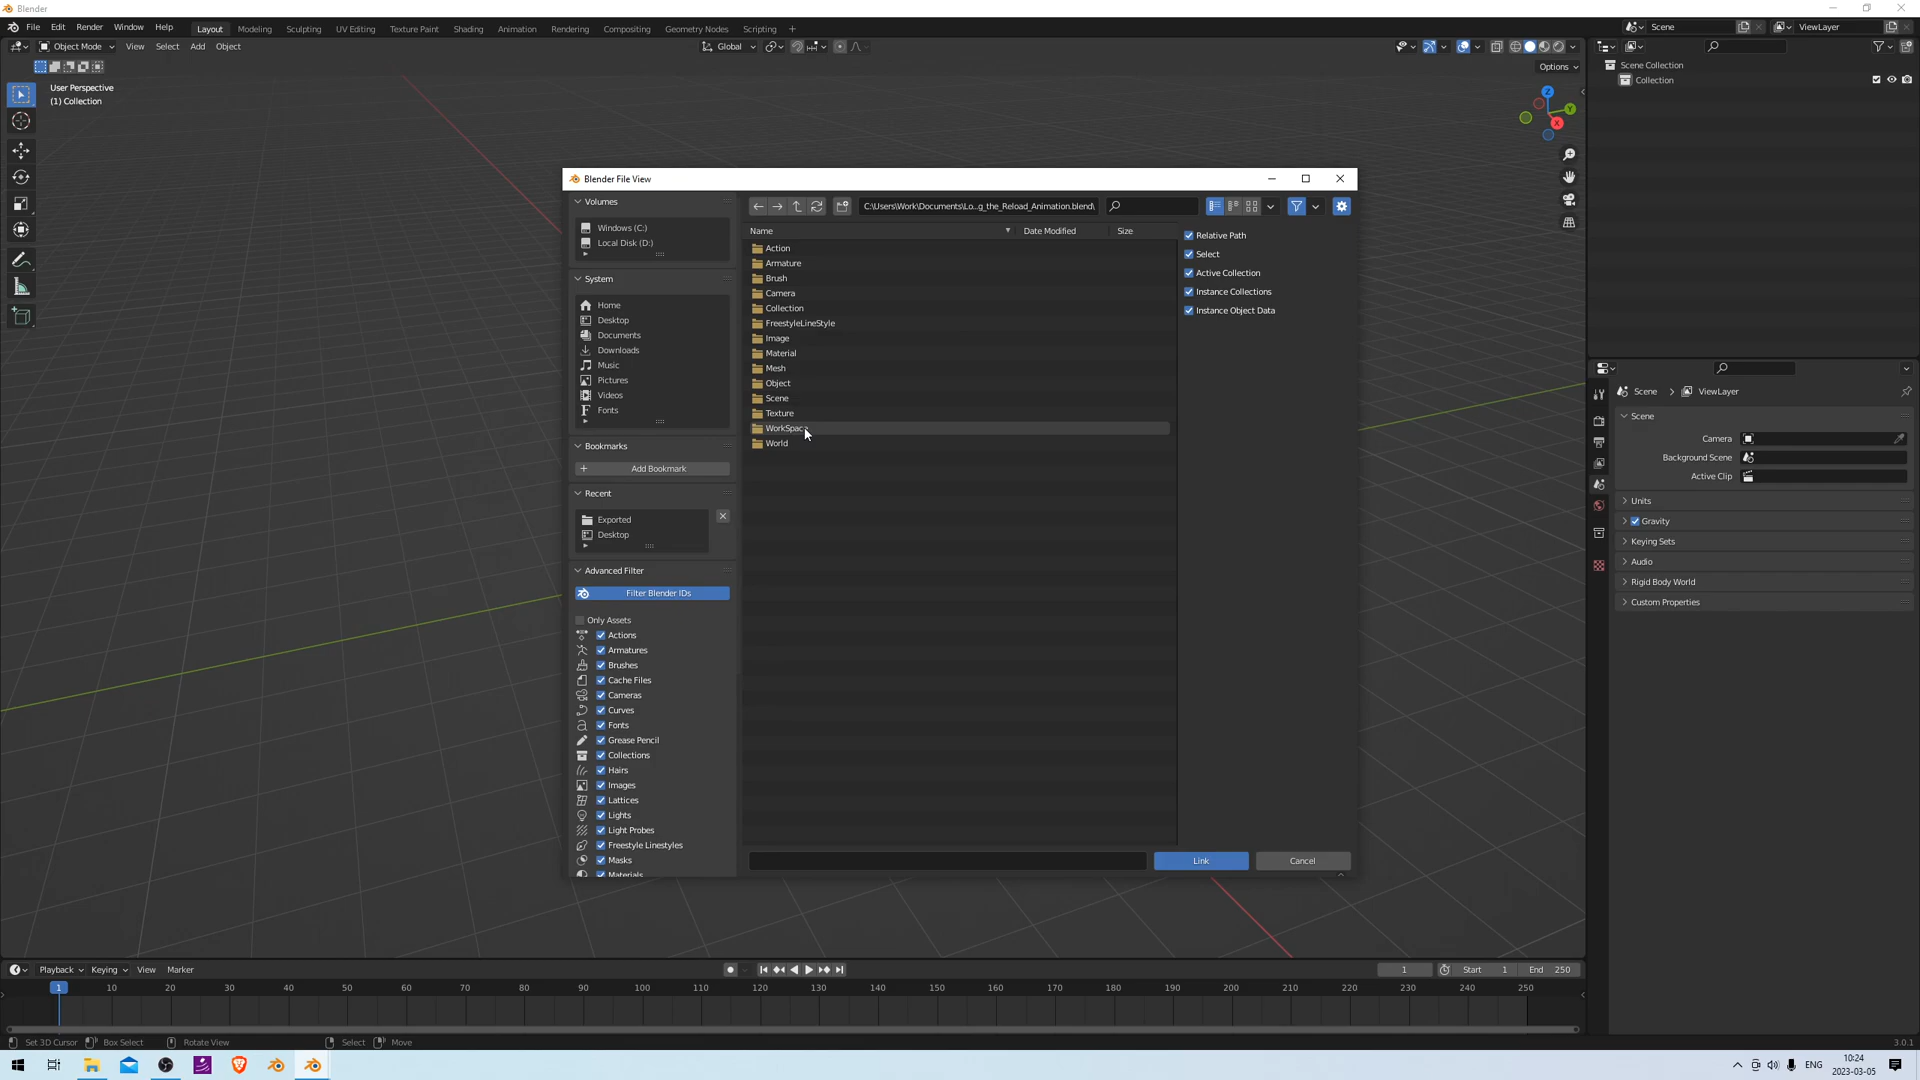 Blender
File Edit Render Window Help
Layout Modeling Sculpting UV Editing Texture Paint Shading Animation Rendering Compositing Geometry Nodes Scripting +
Scene
ViewLayer
Object Mode View Select Add Object
Global
Options
User Perspective
(1) Collection
Z
Y
X
Scene Collection
Collection
Blender File View
Volumes
Windows (C:)
Local Disk (D:)
System
Home
Desktop
Documents
Downloads
Music
Pictures
Videos
Fonts
Bookmarks
Add Bookmark
Recent
Exported
Desktop
Advanced Filter
Filter Blender IDs
Only Assets
Actions
Armatures
Brushes
Cache Files
Cameras
Curves
Fonts
Grease Pencil
Collections
Hairs
Images
Lattices
Lights
Light Probes
Freestyle Linestyles
Masks
Materials
C:\Users\Work\Documents\Lo...g_the_Reload_Animation.blend\
Name Date Modified Size
Action
Armature
Brush
Camera
Collection
FreestyleLineStyle
Image
Material
Mesh
Object
Scene
Texture
WorkSpace
World
Relative Path
Select
Active Collection
Instance Collections
Instance Object Data
Link Cancel
Scene ViewLayer
Scene
Camera
Background Scene
Active Clip
Units
Gravity
Keying Sets
Audio
Rigid Body World
Custom Properties
Playback Keying View Marker
1 Start 1 End 250
1 10 20 30 40 50 60 70 80 90 100 110 120 130 140 150 160 170 180 190 200 210 220 230 240 250
Set 3D Cursor Box Select Rotate View Select Move
3.0.1
ENG
10:24
2023-03-05